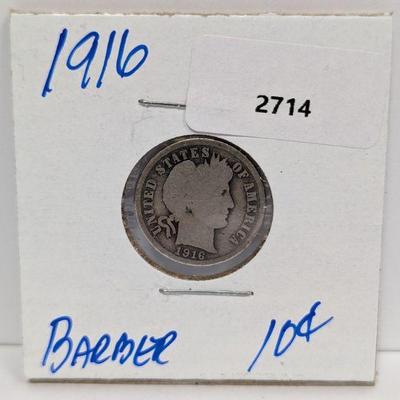 1916
2714
UNITED STATES OF AMERICA
1916
BARBER 10¢